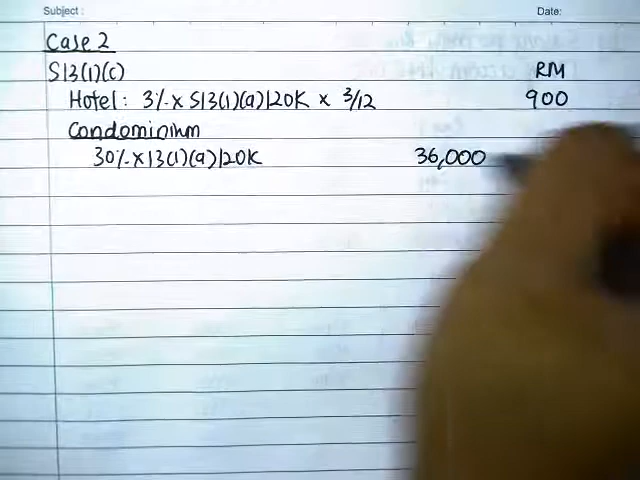 Subject : Date:
Case 2
S13(1)(c) RM
Hotel : 3% x S13(1)(a) 120K x 3/12 900
Condominium
30% x 13(1)(a) 120K 36,000